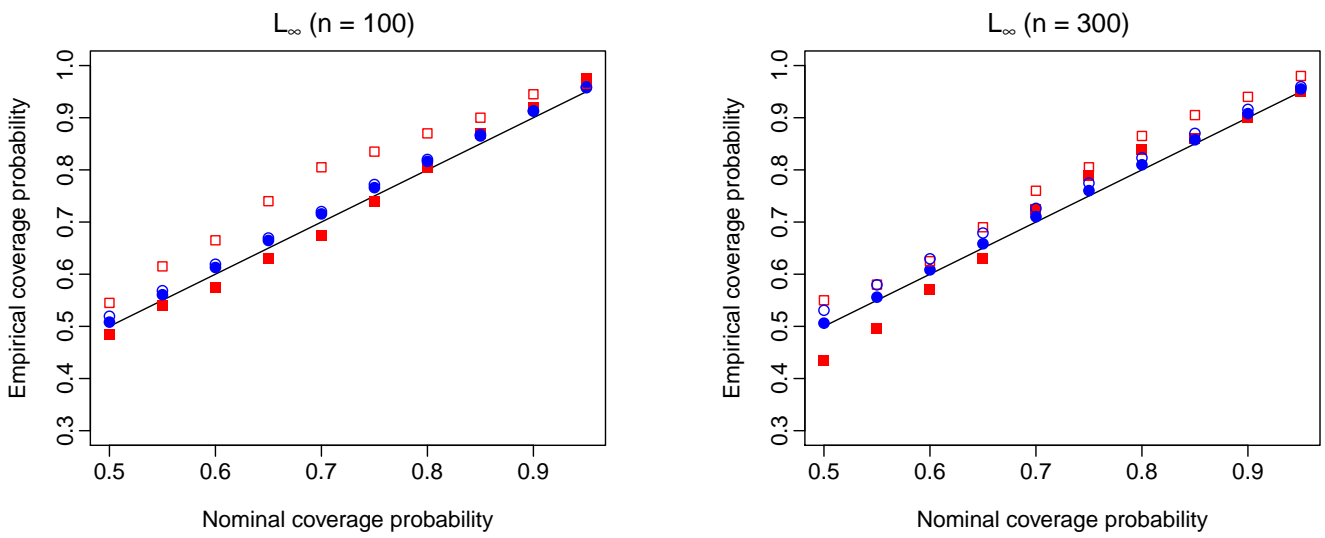 L∞ (n = 100)
Empirical coverage probability
1.0
0.9
0.8
0.7
0.6
0.5
0.4
0.3
0.5 0.6 0.7 0.8 0.9
Nominal coverage probability
L∞ (n = 300)
Empirical coverage probability
1.0
0.9
0.8
0.7
0.6
0.5
0.4
0.3
0.5 0.6 0.7 0.8 0.9
Nominal coverage probability